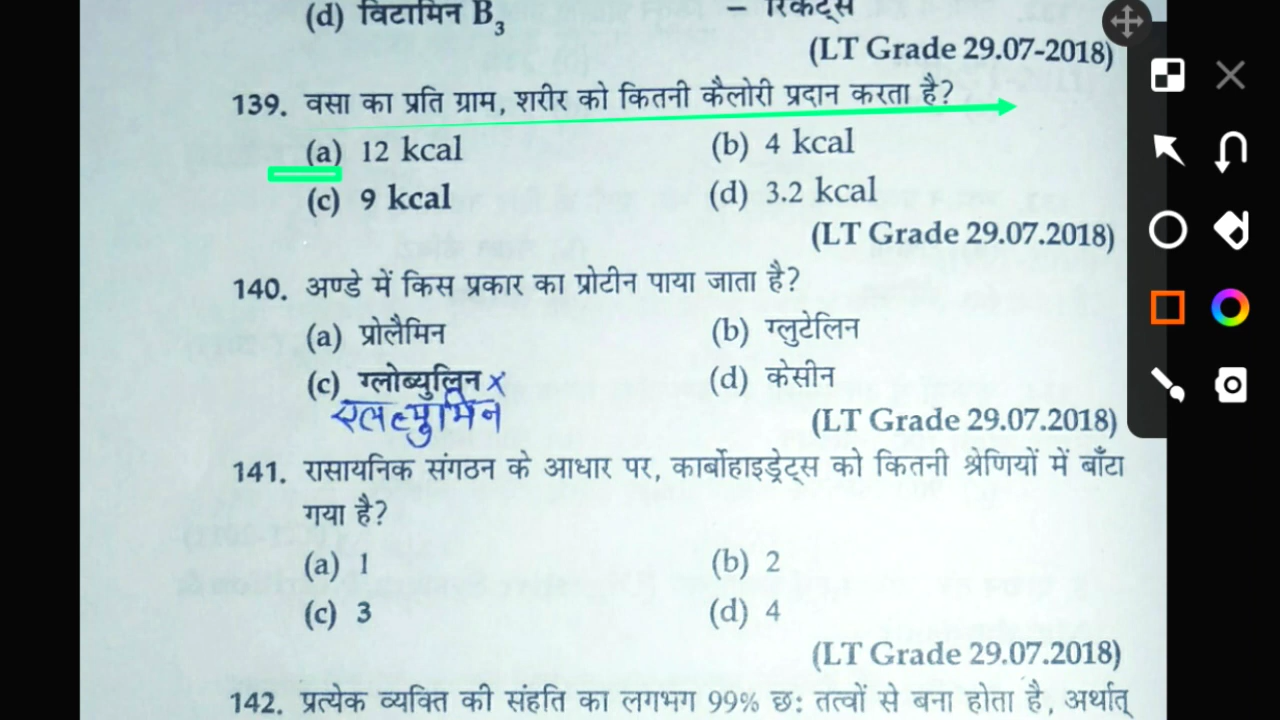 (d) विटामिन B₃ – रिकेट्स
(LT Grade 29.07-2018)
139. वसा का प्रति ग्राम, शरीर को कितनी कैलोरी प्रदान करता है?
(a) 12 kcal (b) 4 kcal
(c) 9 kcal (d) 3.2 kcal
(LT Grade 29.07.2018)
140. अण्डे में किस प्रकार का प्रोटीन पाया जाता है?
(a) प्रोलैमिन (b) ग्लुटेलिन
(c) ग्लोब्युलिन x (d) केसीन
एलब्युमिन
(LT Grade 29.07.2018)
141. रासायनिक संगठन के आधार पर, कार्बोहाइड्रेट्स को कितनी श्रेणियों में बाँटा
गया है?
(a) 1 (b) 2
(c) 3 (d) 4
(LT Grade 29.07.2018)
142. प्रत्येक व्यक्ति की संहति का लगभग 99% छ: तत्वों से बना होता है, अर्थात्